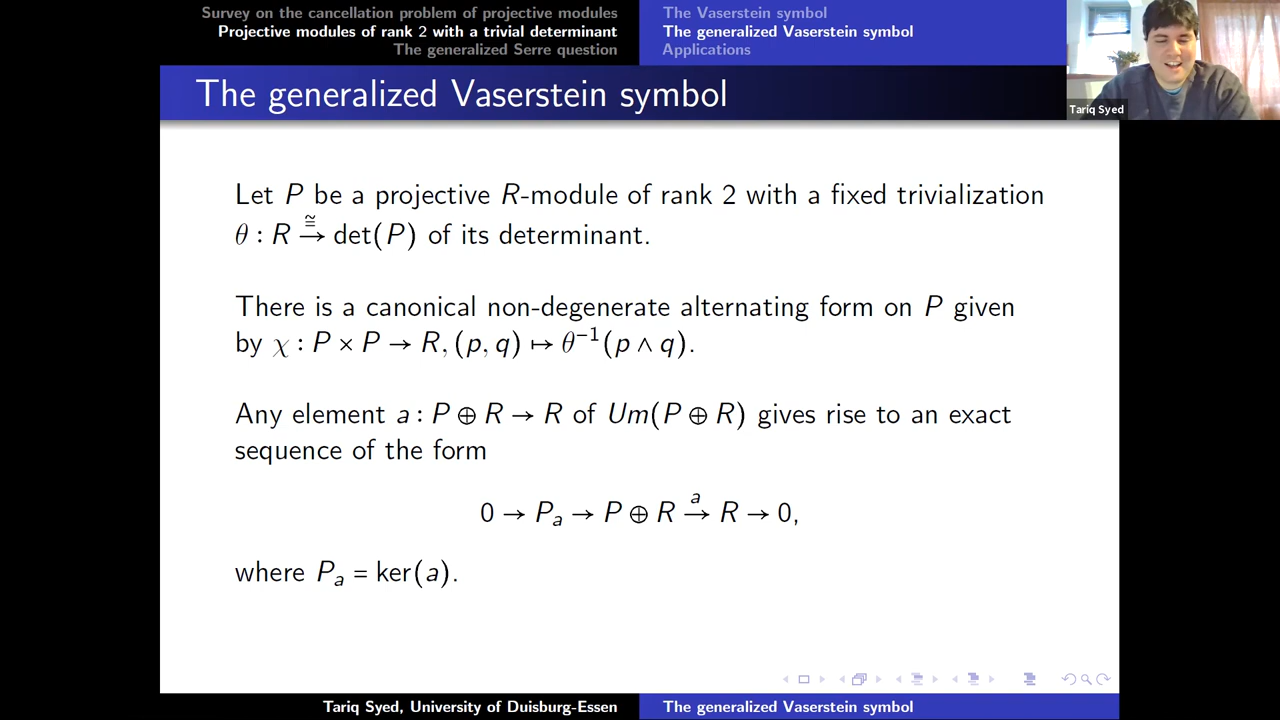 Survey on the cancellation problem of projective modules
Projective modules of rank 2 with a trivial determinant
The generalized Serre question
The Vaserstein symbol
The generalized Vaserstein symbol
Applications
The generalized Vaserstein symbol
Tariq Syed
Let P be a projective R-module of rank 2 with a fixed trivialization
θ : R ≅→ det(P) of its determinant.
There is a canonical non-degenerate alternating form on P given
by χ : P × P → R, (p, q) ↦ θ⁻¹(p ∧ q).
Any element a : P ⊕ R → R of Um(P ⊕ R) gives rise to an exact
sequence of the form
0 → Pₐ → P ⊕ R a→ R → 0,
where Pₐ = ker(a).
Tariq Syed, University of Duisburg-Essen
The generalized Vaserstein symbol